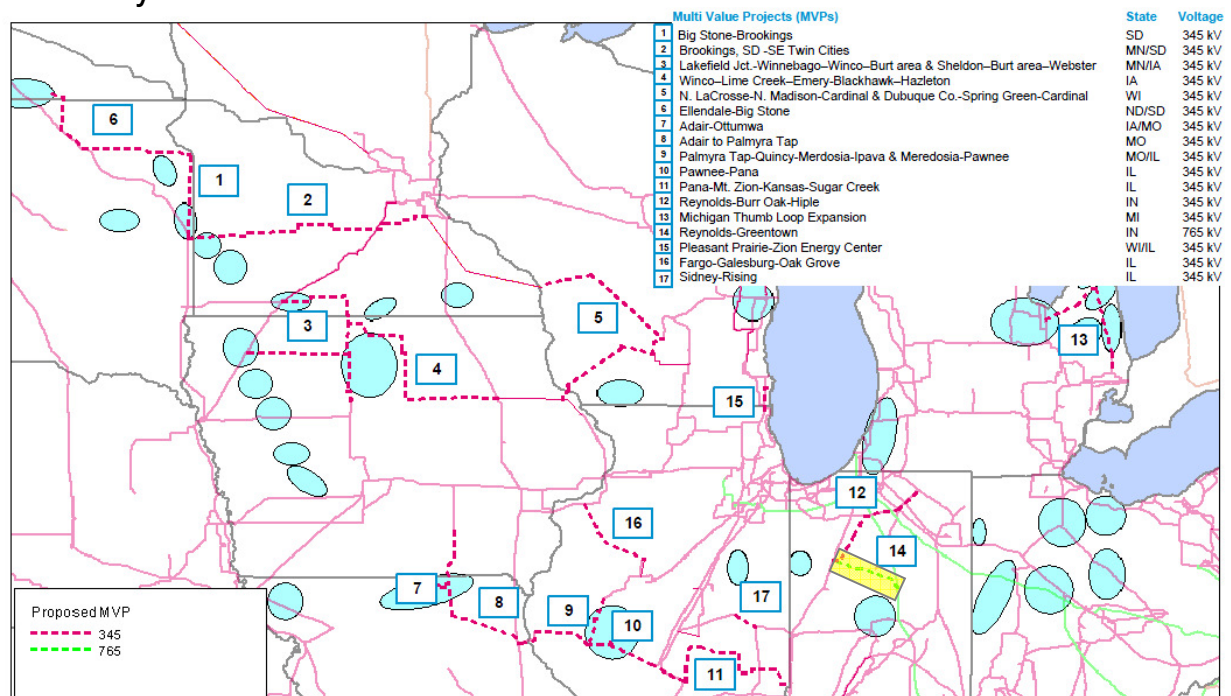 Multi Value Projects (MVPs) State Voltage
1 Big Stone-Brookings SD 345 kV
2 Brookings, SD -SE Twin Cities MN/SD 345 kV
3 Lakefield Jct.-Winnebago–Winco–Burt area & Sheldon–Burt area–Webster MN/IA 345 kV
4 Winco–Lime Creek–Emery-Blackhawk–Hazleton IA 345 kV
5 N. LaCrosse-N. Madison-Cardinal & Dubuque Co.-Spring Green-Cardinal WI 345 kV
6 Ellendale-Big Stone ND/SD 345 kV
7 Adair-Ottumwa IA/MO 345 kV
8 Adair to Palmyra Tap MO 345 kV
9 Palmyra Tap-Quincy-Merdosia-Ipava & Meredosia-Pawnee MO/IL 345 kV
10 Pawnee-Pana IL 345 kV
11 Pana-Mt. Zion-Kansas-Sugar Creek IL 345 kV
12 Reynolds-Burr Oak-Hiple IN 345 kV
13 Michigan Thumb Loop Expansion MI 345 kV
14 Reynolds-Greentown IN 765 kV
15 Pleasant Prairie-Zion Energy Center WI/IL 345 kV
16 Fargo-Galesburg-Oak Grove IL 345 kV
17 Sidney-Rising IL 345 kV
6
1
2
3
5
13
4
15
12
16
14
7
8
9
10
17
11
Proposed MVP
345
765